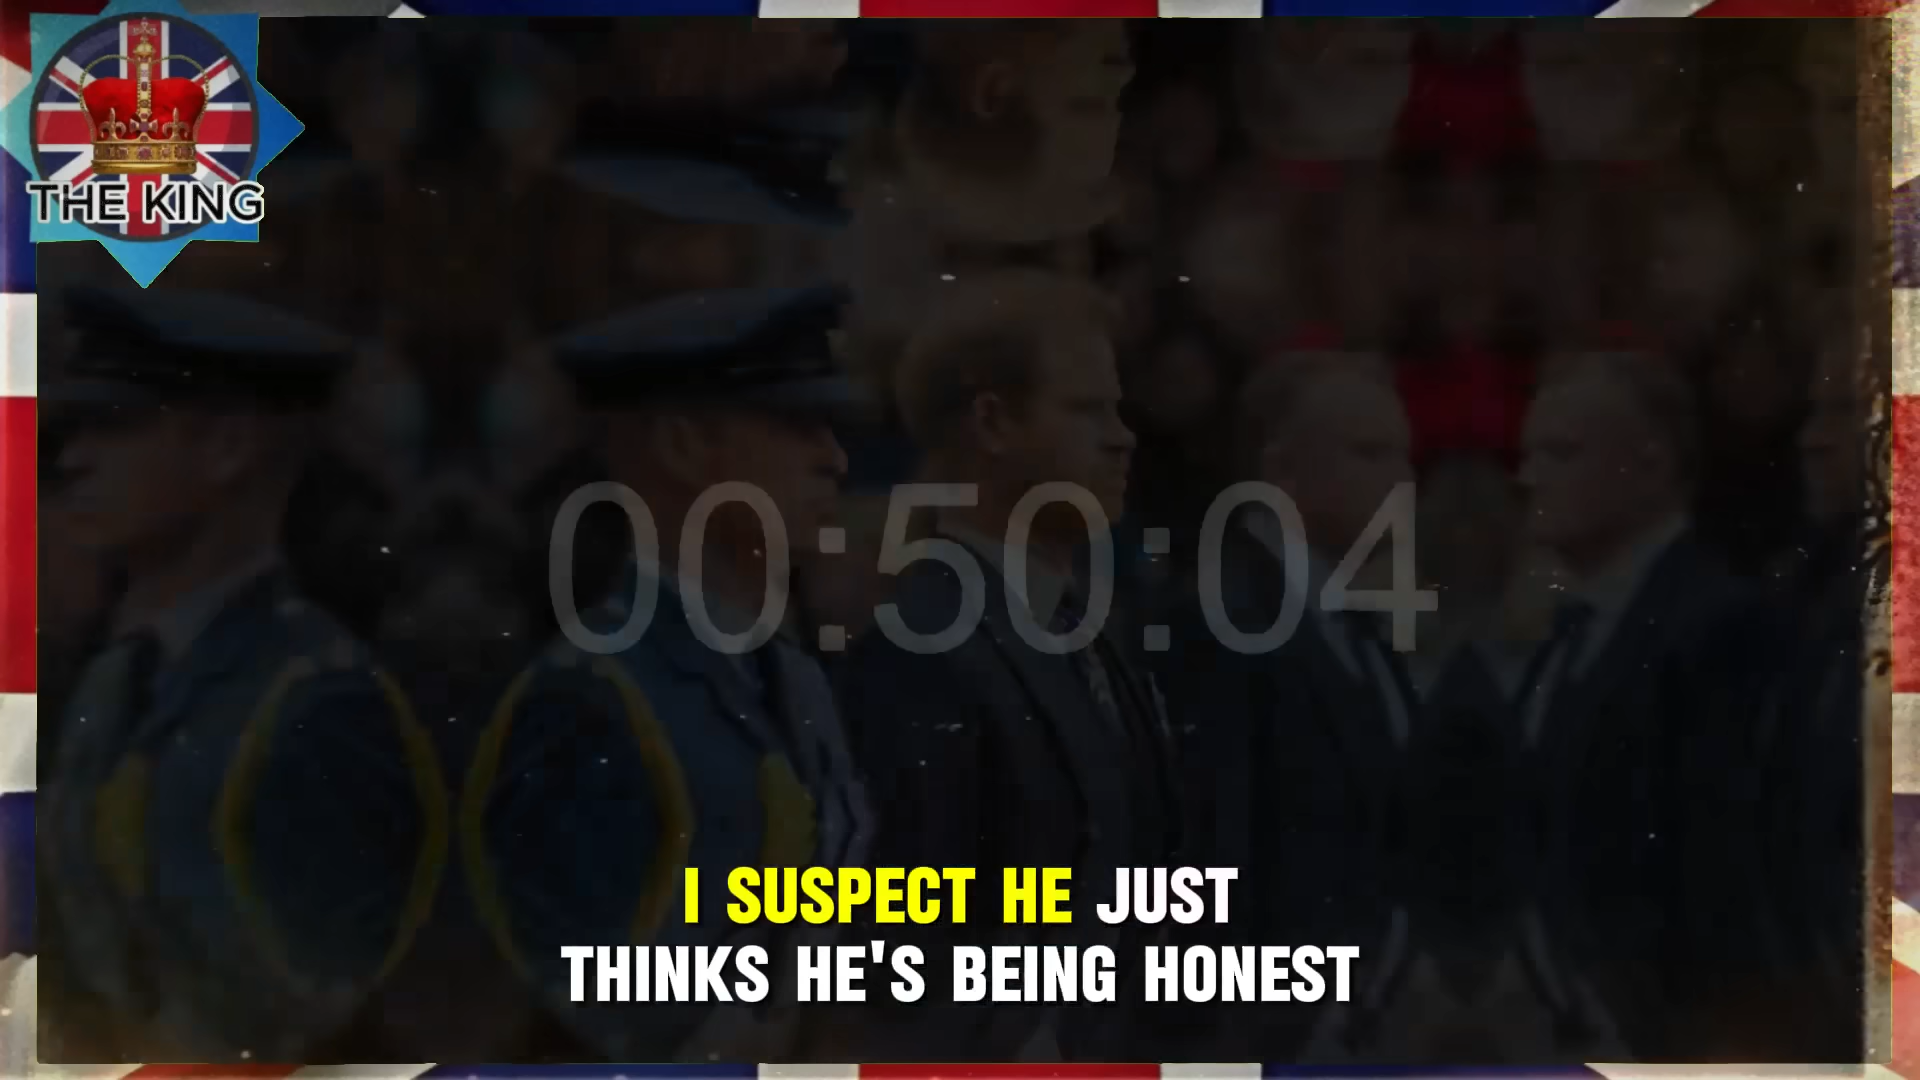 THE KING
00:50:04
I SUSPECT HE JUST
THINKS HE'S BEING HONEST